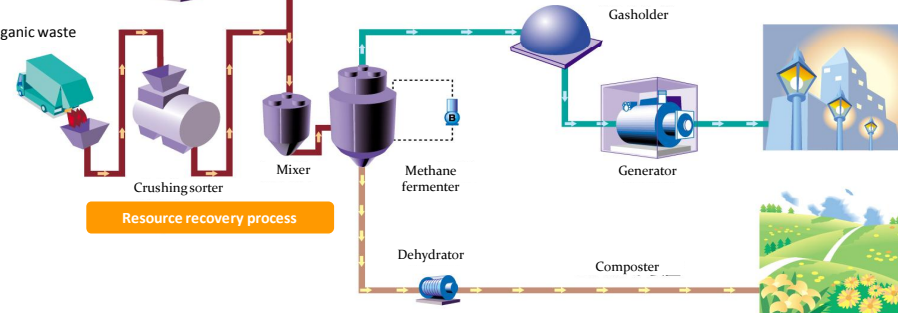 Gasholder
ganic waste
B
Mixer
Methane
fermenter
Generator
Crushing sorter
Resource recovery process
Dehydrator
Composter